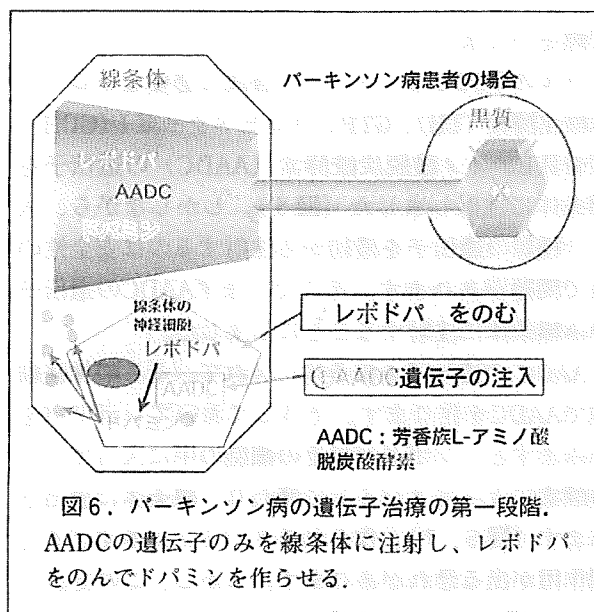 線条体
パーキンソン病患者の場合
黒質
レボドパ
AADC
線条体の
神経細胞
レボドパ
レボドパ をのむ
AADC
AADC遺伝子の注入
AADC：芳香族L-アミノ酸
脱炭酸酵素
図6．パーキンソン病の遺伝子治療の第一段階．
AADCの遺伝子のみを線条体に注射し、レボドパ
をのんでドパミンを作らせる．